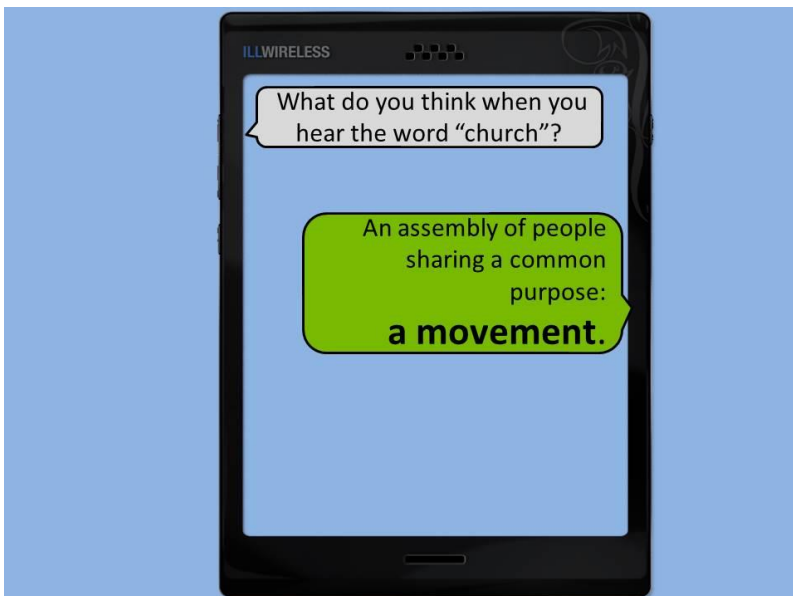 ILLWIRELESS
What do you think when you
hear the word “church”?
An assembly of people
sharing a common
purpose:
a movement.